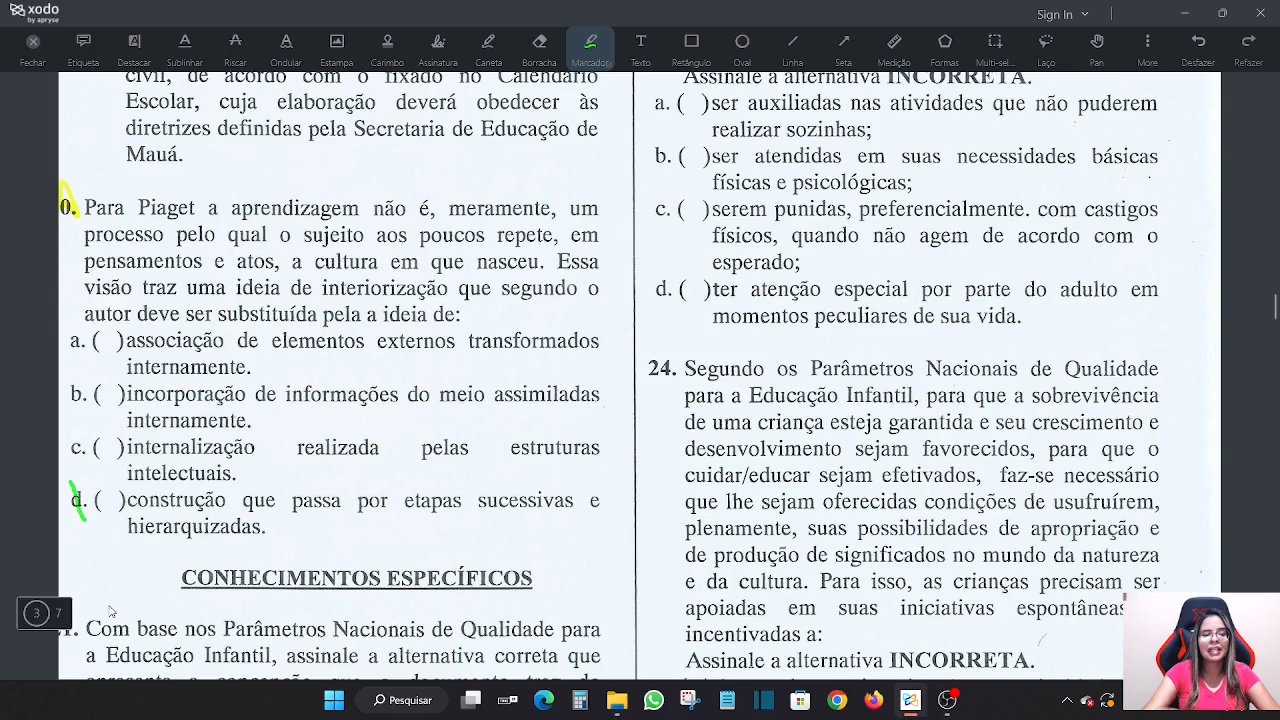 xodo
by apryse
Sign In
Fechar
Etiqueta
Destacar
Sublinhar
Riscar
Ondulado
Estampa
Carimbo
Assinatura
Caneta
Borracha
Marcador
Texto
Retângulo
Oval
Linha
Seta
Medição
Formas
Multi-sel...
Laço
Pan
More
Desfazer
Refazer
civil, de acordo com o fixado no Calendário
Escolar, cuja elaboração deverá obedecer às
diretrizes definidas pela Secretaria de Educação de
Mauá.
0. Para Piaget a aprendizagem não é, meramente, um
processo pelo qual o sujeito aos poucos repete, em
pensamentos e atos, a cultura em que nasceu. Essa
visão traz uma ideia de interiorização que segundo o
autor deve ser substituída pela a ideia de:
a. ( ) associação de elementos externos transformados
internamente.
b. ( ) incorporação de informações do meio assimiladas
internamente.
c. ( ) internalização realizada pelas estruturas
intelectuais.
d. ( ) construção que passa por etapas sucessivas e
hierarquizadas.
CONHECIMENTOS ESPECÍFICOS
1. Com base nos Parâmetros Nacionais de Qualidade para
a Educação Infantil, assinale a alternativa correta que
3 7
Assinale a alternativa INCORRETA.
a. ( ) ser auxiliadas nas atividades que não puderem
realizar sozinhas;
b. ( ) ser atendidas em suas necessidades básicas
físicas e psicológicas;
c. ( ) serem punidas, preferencialmente. com castigos
físicos, quando não agem de acordo com o
esperado;
d. ( ) ter atenção especial por parte do adulto em
momentos peculiares de sua vida.
24. Segundo os Parâmetros Nacionais de Qualidade
para a Educação Infantil, para que a sobrevivência
de uma criança esteja garantida e seu crescimento e
desenvolvimento sejam favorecidos, para que o
cuidar/educar sejam efetivados, faz-se necessário
que lhe sejam oferecidas condições de usufruírem,
plenamente, suas possibilidades de apropriação e
de produção de significados no mundo da natureza
e da cultura. Para isso, as crianças precisam ser
apoiadas em suas iniciativas espontâneas
incentivadas a:
Assinale a alternativa INCORRETA.
Pesquisar